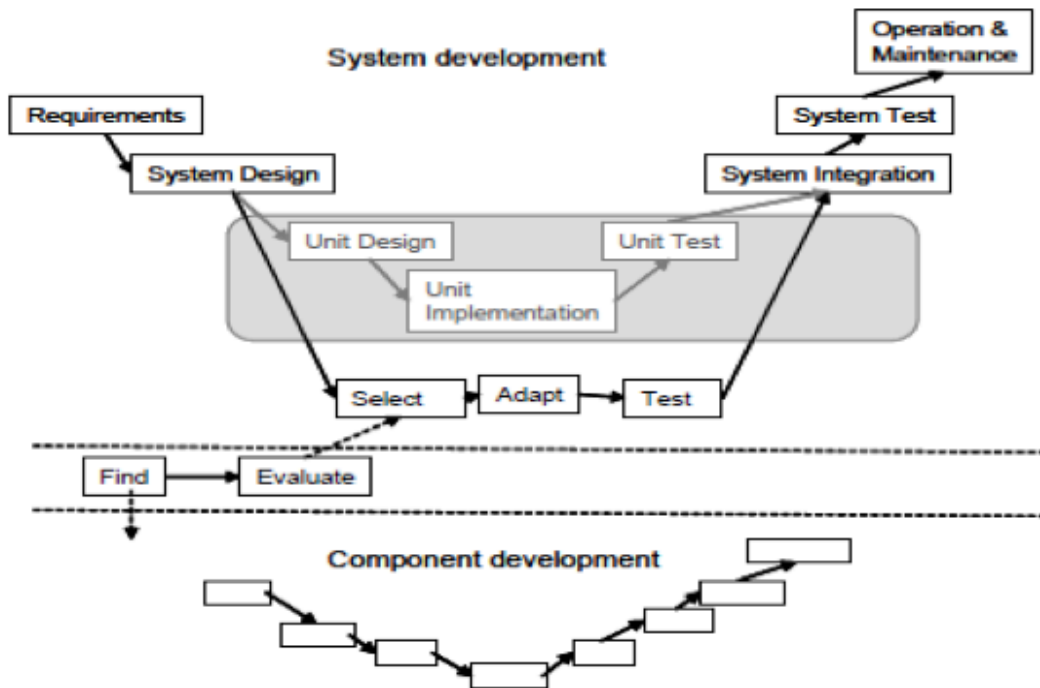 Operation &
Maintenance
System development
Requirements
System Test
System Design
System Integration
Unit Design
Unit Test
Unit
Implementation
Select
Adapt
Test
Find
Evaluate
Component development